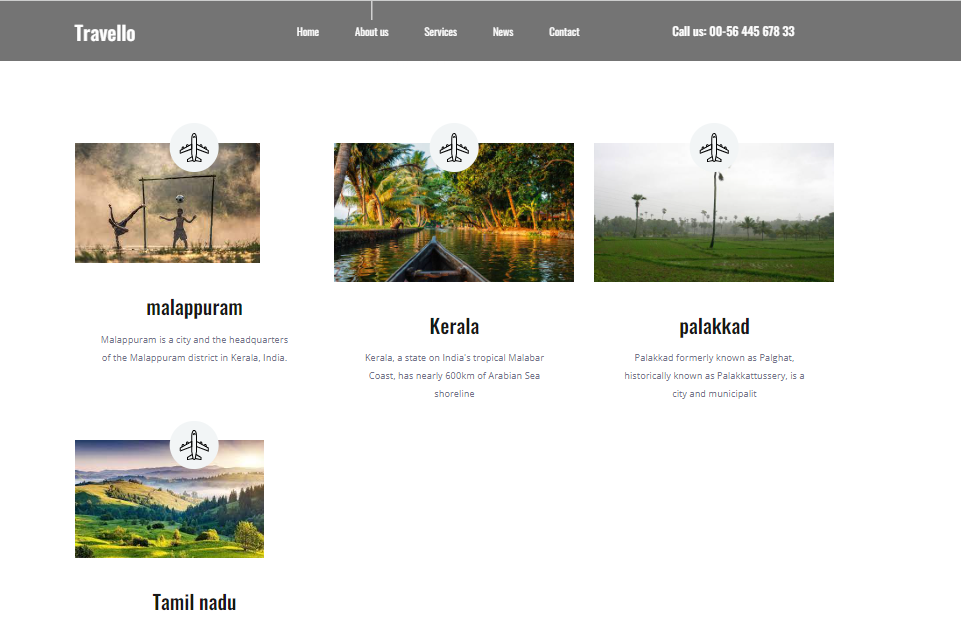 Travello
Home About us Services News Contact
Call us: 00-56 445 678 33
malappuram
Malappuram is a city and the headquarters
of the Malappuram district in Kerala, India.
Kerala
Kerala, a state on India's tropical Malabar
Coast, has nearly 600km of Arabian Sea
shoreline
palakkad
Palakkad formerly known as Palghat,
historically known as Palakkattussery, is a
city and municipalit
Tamil nadu